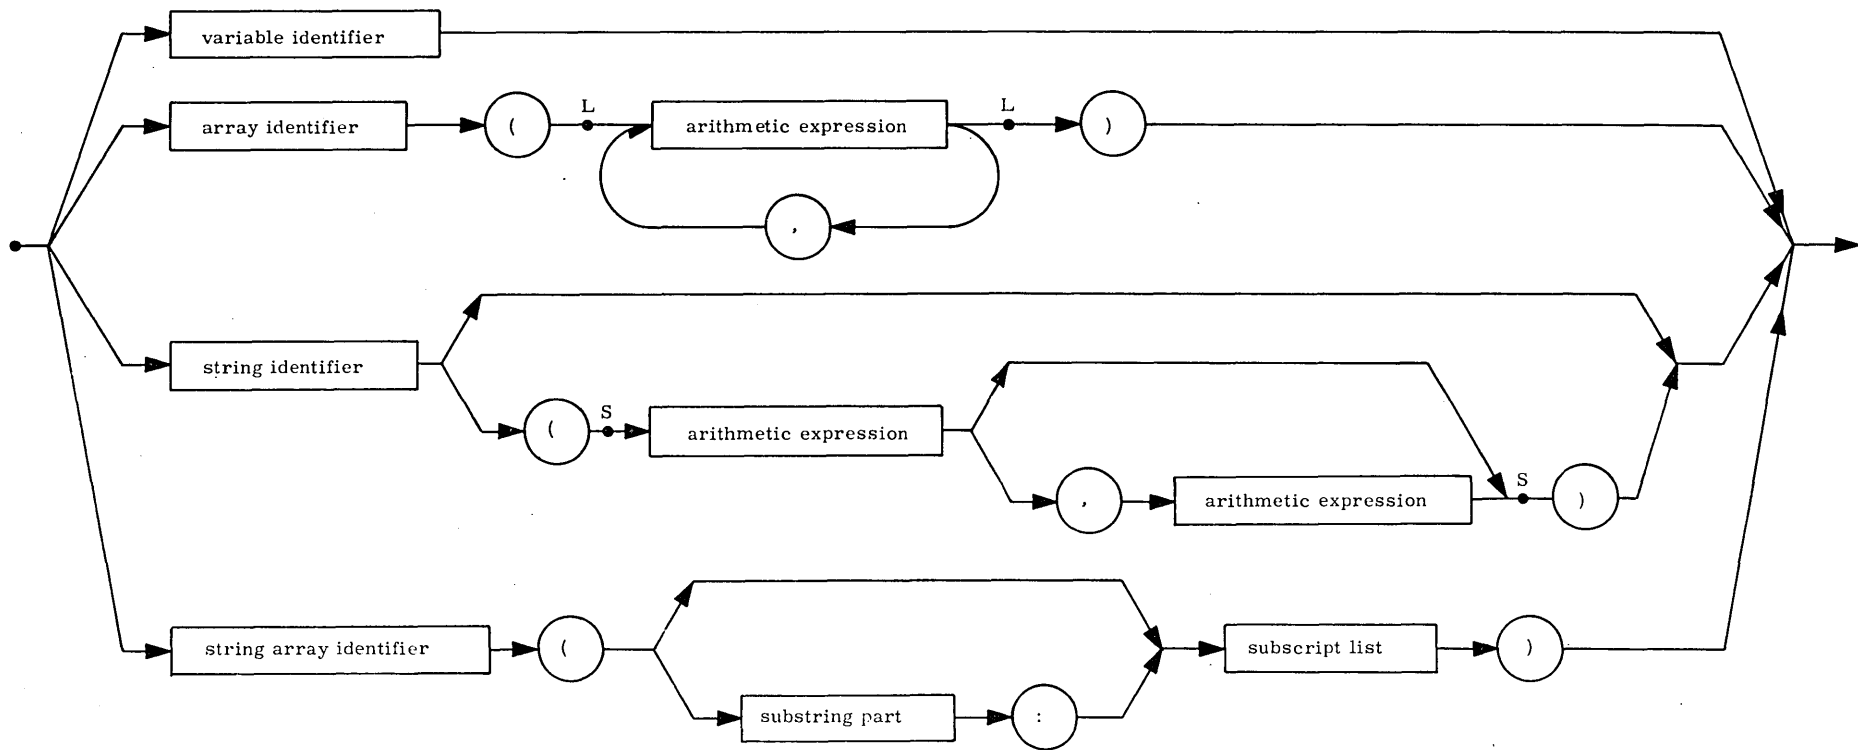 variable identifier
L L
array identifier ( arithmetic expression )
,
string identifier
S
( arithmetic expression
S
, arithmetic expression )
string array identifier ( subscript list )
substring part :